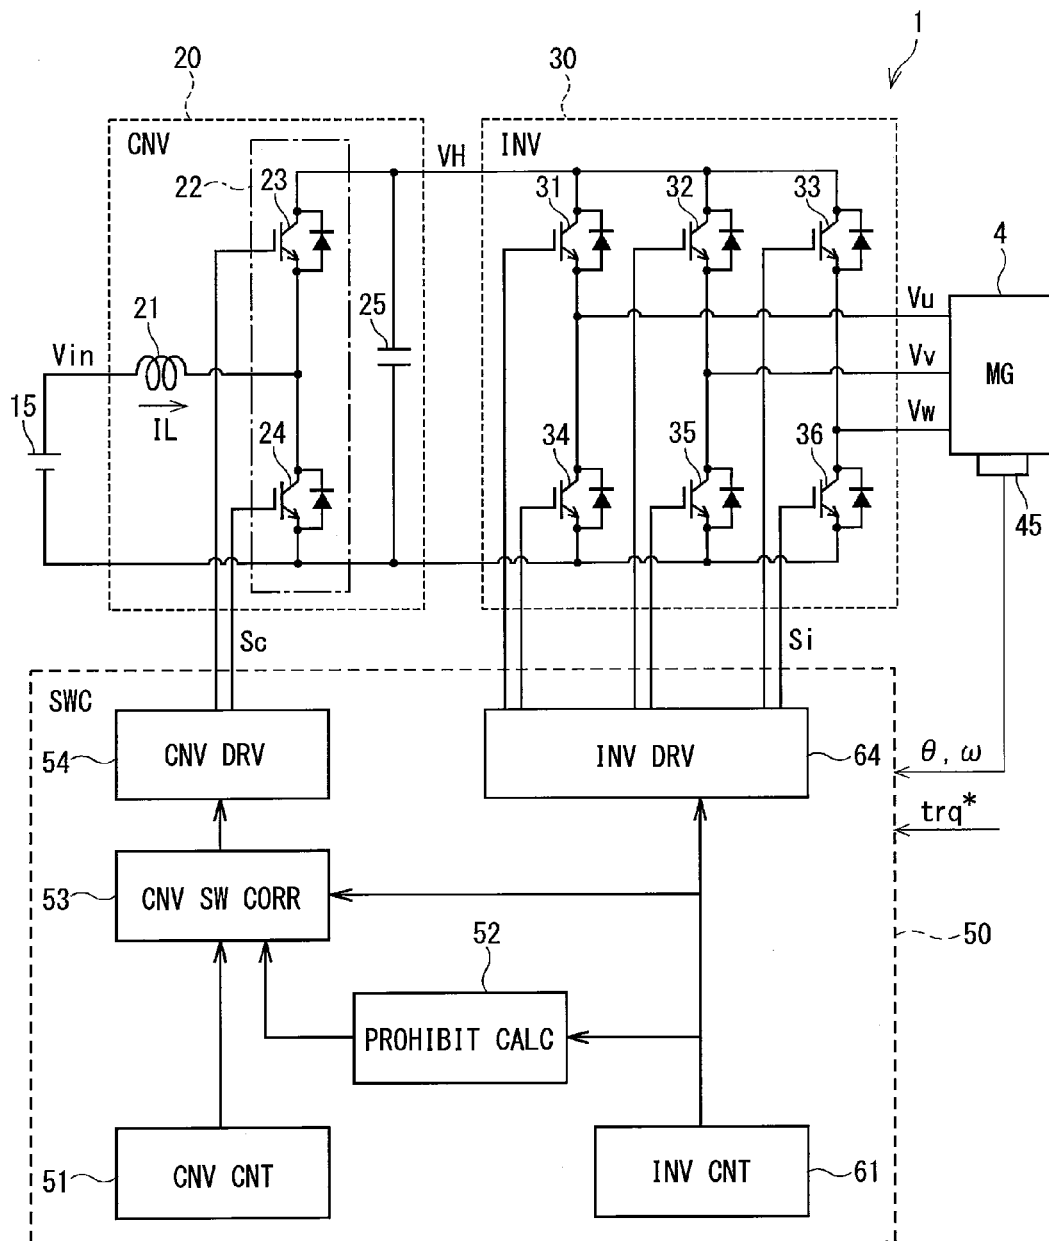 1
20
30
CNV
INV
VH
22
23
31
32
33
4
21
25
Vu
Vin
Vv
MG
15
IL
Vw
24
34
35
36
45
Sc
Si
SWC
54
CNV DRV
INV DRV
64
θ, ω
trq*
53
CNV SW CORR
52
50
PROHIBIT CALC
51
CNV CNT
INV CNT
61